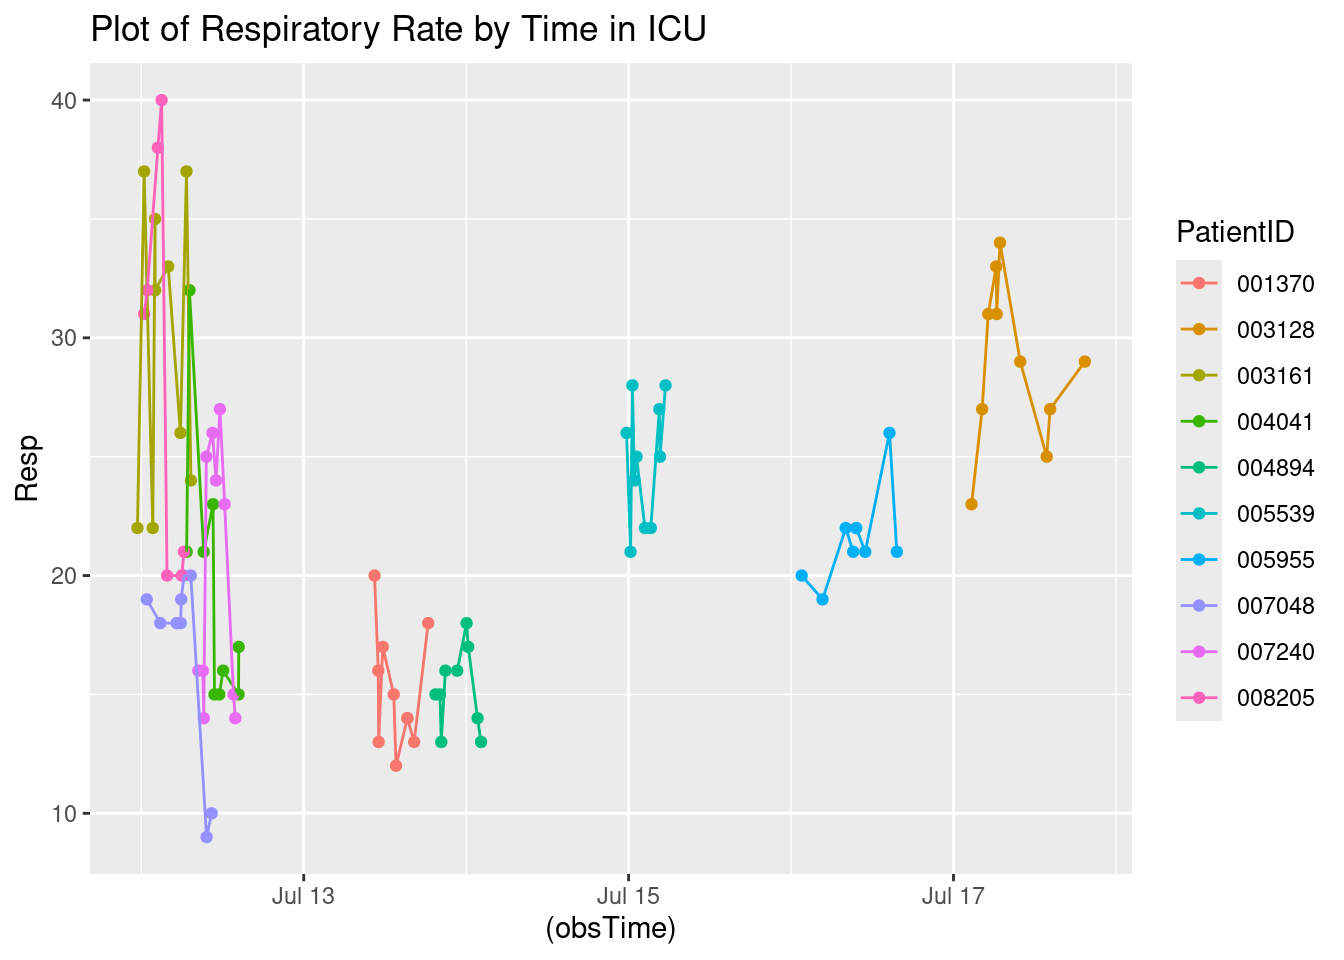 Plot of Respiratory Rate by Time in ICU
40
30
20
10
Resp
Jul 13
Jul 15
Jul 17
(obsTime)
PatientID
001370
003128
003161
004041
004894
005539
005955
007048
007240
008205